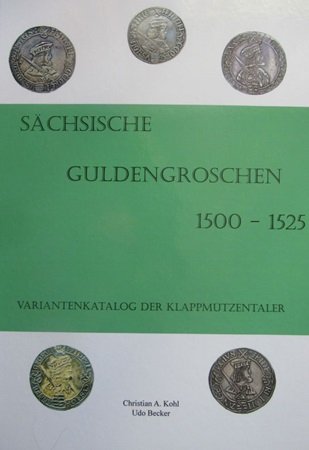 SÄCHSISCHE
GULDENGROSCHEN
1500 - 1525
VARIANTENKATALOG DER KLAPPMÜTZENTALER
Christian A. Kohl
Udo Becker